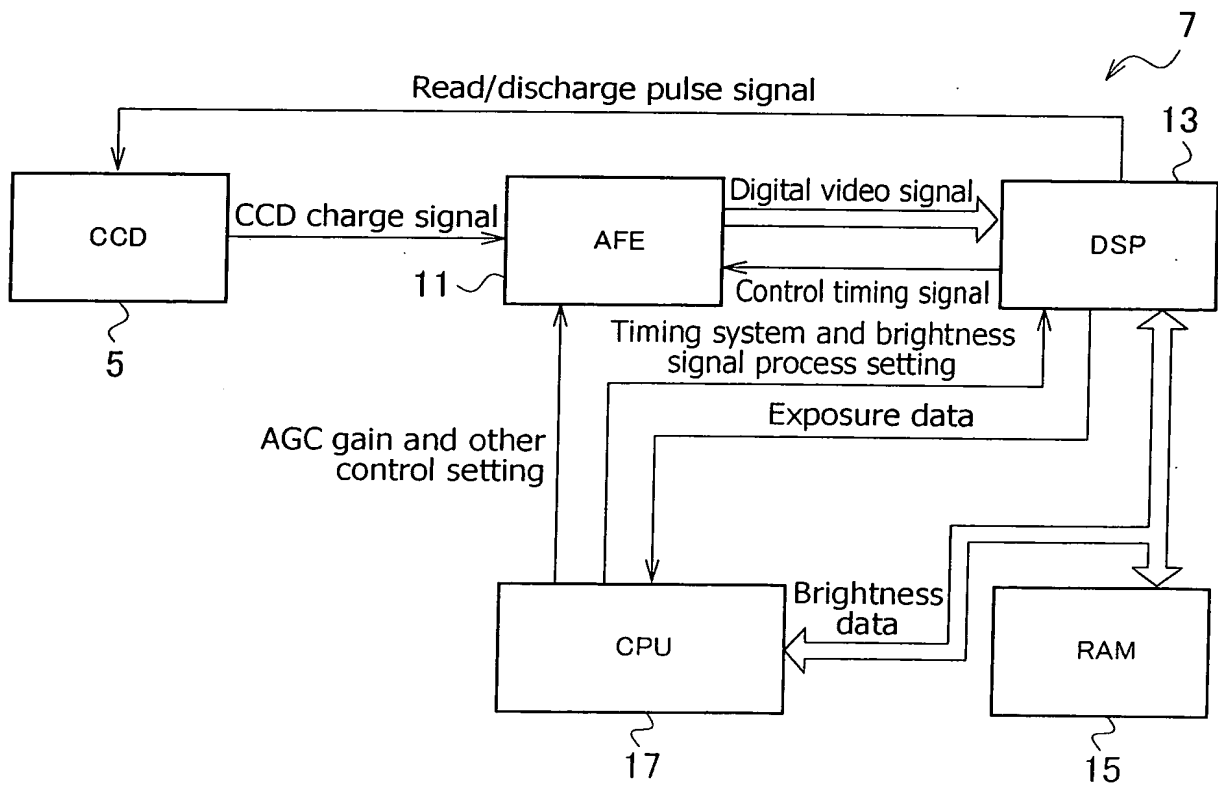 7
Read/discharge pulse signal
13
CCD
CCD charge signal
AFE
Digital video signal
DSP
11
Control timing signal
5
Timing system and brightness
signal process setting
Exposure data
AGC gain and other
control setting
Brightness
data
CPU
RAM
17
15